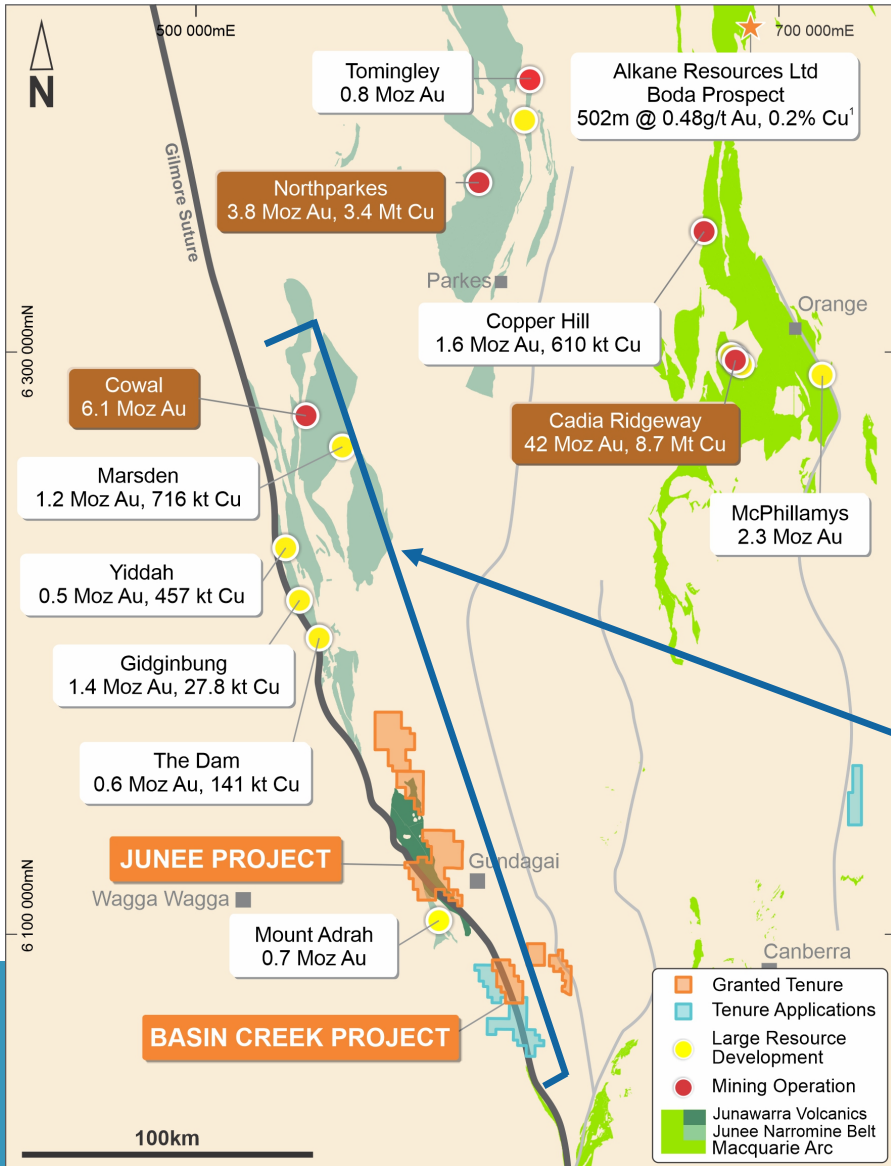 500 000mE
700 000mE
N
Gilmore Suture
Tomingley
0.8 Moz Au
Alkane Resources Ltd
Boda Prospect
502m @ 0.48g/t Au, 0.2% Cu¹
Northparkes
3.8 Moz Au, 3.4 Mt Cu
Parkes
Orange
Copper Hill
1.6 Moz Au, 610 kt Cu
6 300 000mN
Cowal
6.1 Moz Au
Cadia Ridgeway
42 Moz Au, 8.7 Mt Cu
Marsden
1.2 Moz Au, 716 kt Cu
McPhillamys
2.3 Moz Au
Yiddah
0.5 Moz Au, 457 kt Cu
Gidginbung
1.4 Moz Au, 27.8 kt Cu
The Dam
0.6 Moz Au, 141 kt Cu
JUNEE PROJECT
Gundagai
Wagga Wagga
6 100 000mN
Mount Adrah
0.7 Moz Au
Canberra
BASIN CREEK PROJECT
Granted Tenure
Tenure Applications
Large Resource
Development
Mining Operation
Junawarra Volcanics
Junee Narromine Belt
Macquarie Arc
100km